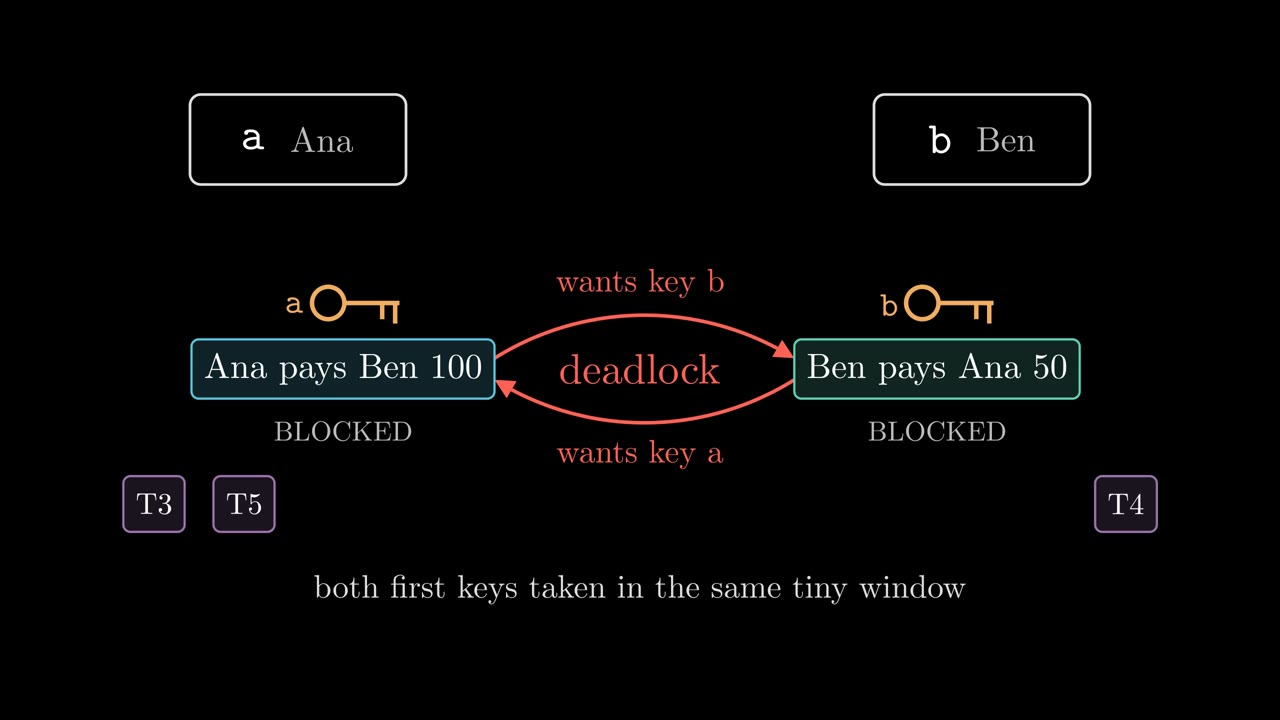 a Ana
b Ben
wants key b
a
b
Ana pays Ben 100
deadlock
Ben pays Ana 50
BLOCKED
BLOCKED
wants key a
T3
T5
T4
both first keys taken in the same tiny window